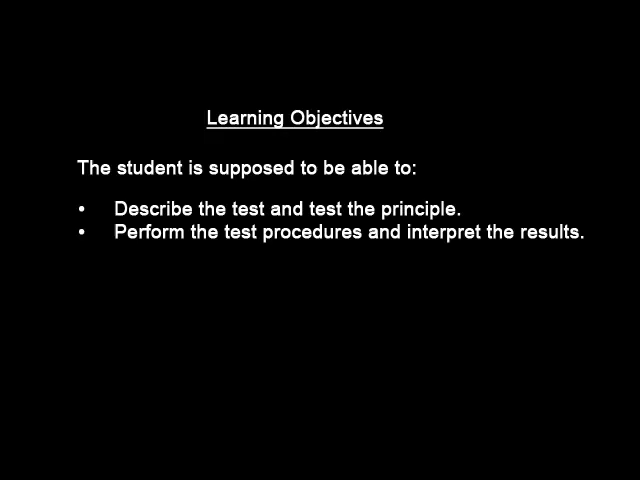 Learning Objectives
The student is supposed to be able to:
• Describe the test and test the principle.
• Perform the test procedures and interpret the results.